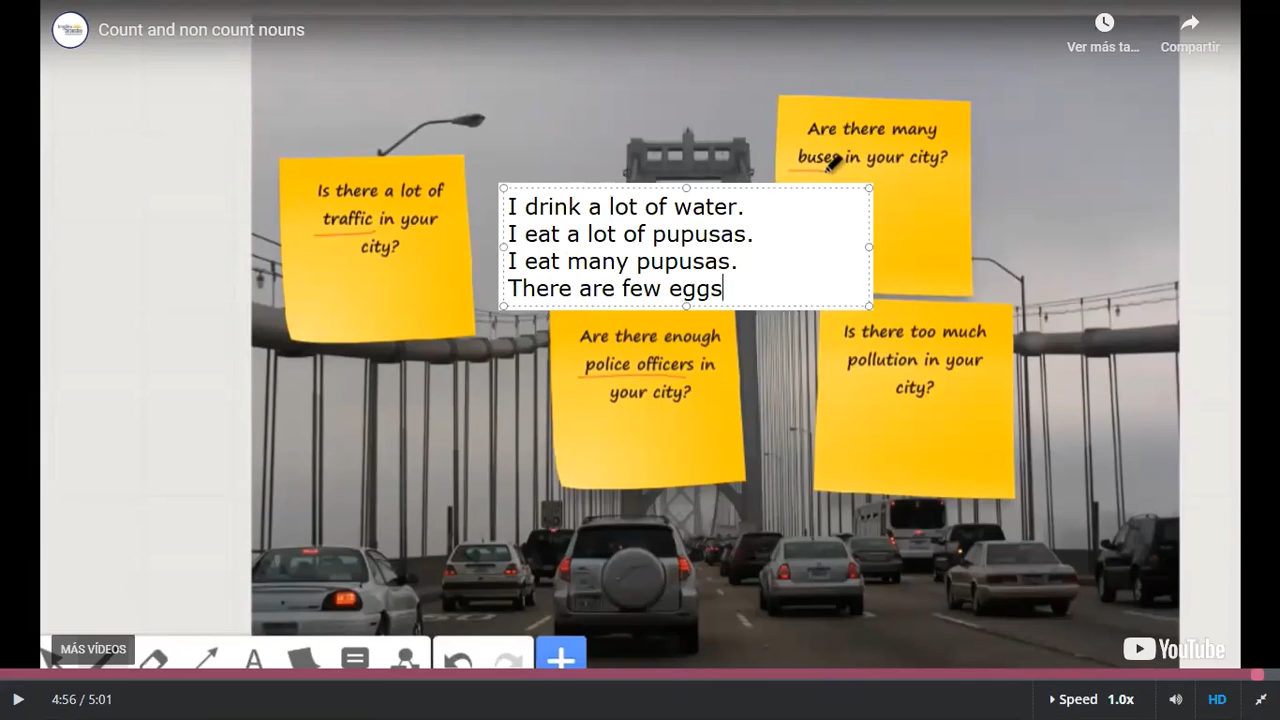 Count and non count nouns
Ver más ta...
Compartir
Is there a lot of
traffic in your
city?
Are there many
buses in your city?
I drink a lot of water.
I eat a lot of pupusas.
I eat many pupusas.
There are few eggs
Are there enough
police officers in
your city?
Is there too much
pollution in your
city?
MÁS VÍDEOS
YouTube
4:56 / 5:01
Speed 1.0x
HD